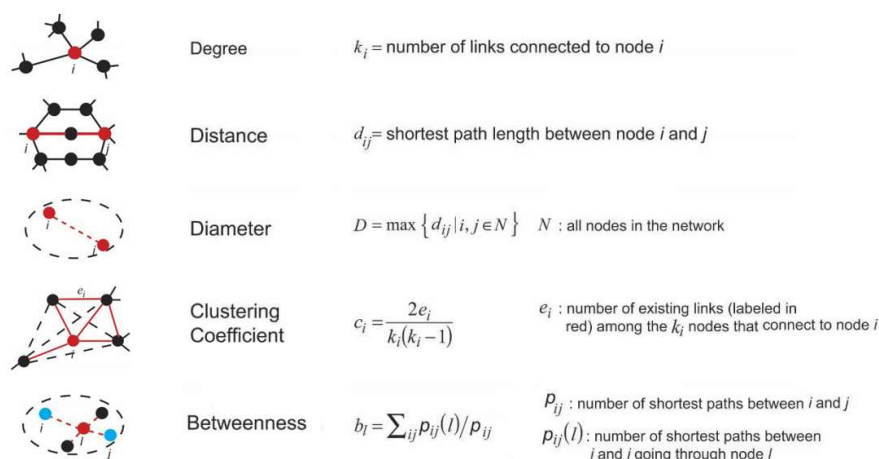 i
Degree
k_i = number of links connected to node i
i
j
Distance
d_ij = shortest path length between node i and j
i
Diameter
D = max { d_ij | i, j ∈ N } N : all nodes in the network
e_i
i
Clustering
Coefficient
c_i = 2e_i / k_i(k_i − 1)
e_i : number of existing links (labeled in
red) among the k_i nodes that connect to node i
i
l
j
Betweenness
b_l = ∑_ij p_ij(l)/p_ij
p_ij : number of shortest paths between i and j
p_ij(l) : number of shortest paths between
i and j going through node l